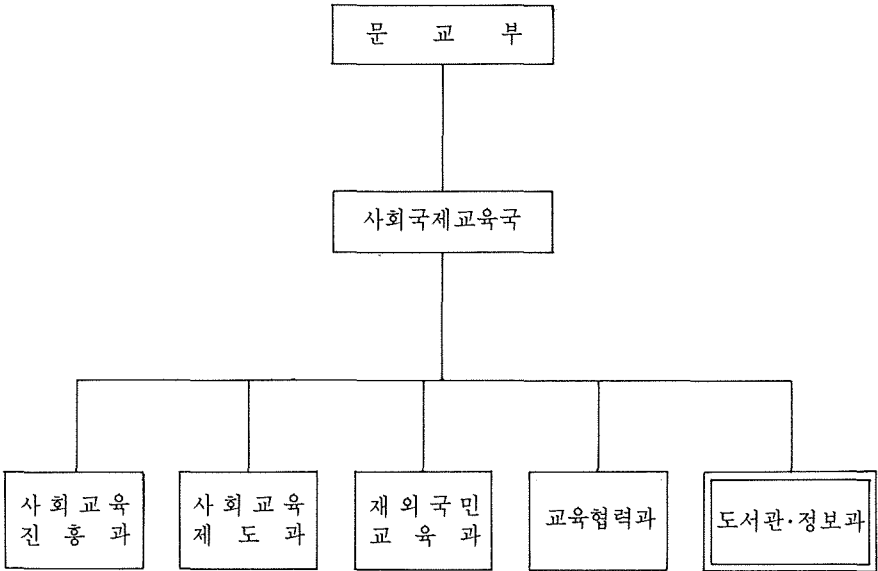 문 교 부
사회국제교육국
사 회 교 육
진 흥 과
사 회 교 육
제 도 과
재 외 국 민
교 육 과
교육협력과
도서관·정보과